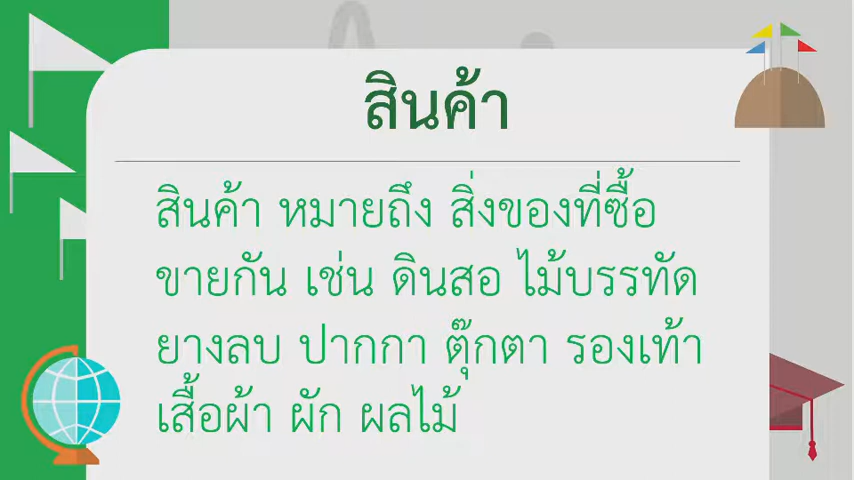 สินค้า
สินค้า หมายถึง สิ่งของที่ซื้อ
ขายกัน เช่น ดินสอ ไม้บรรทัด
ยางลบ ปากกา ตุ๊กตา รองเท้า
เสื้อผ้า ผัก ผลไม้